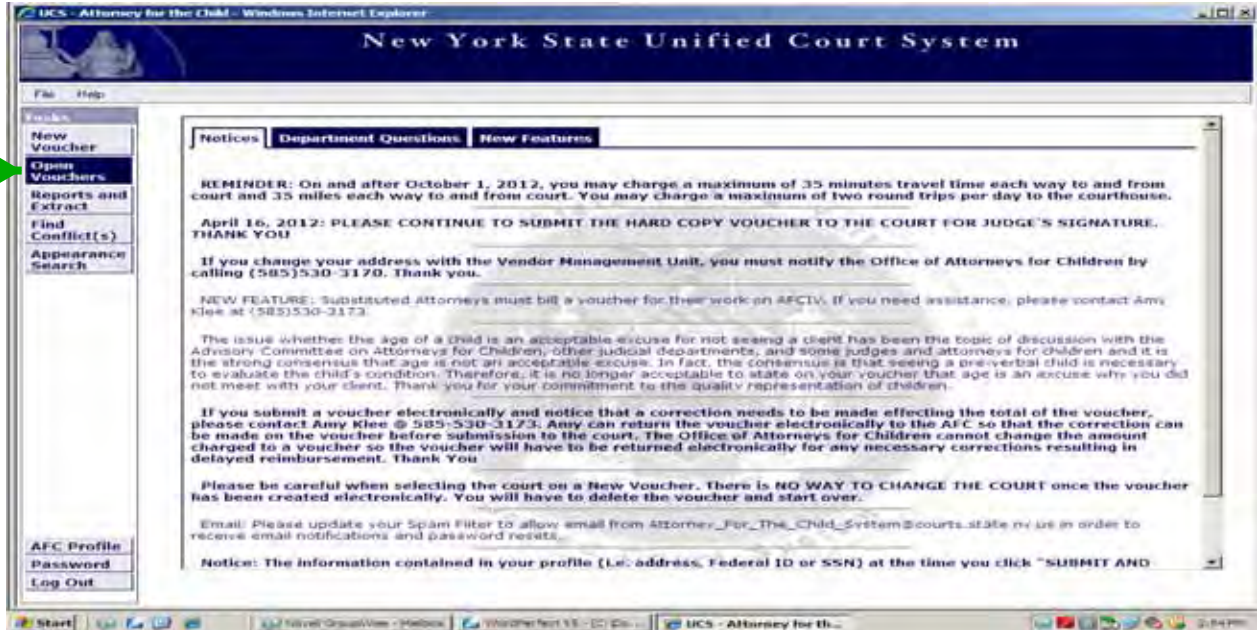 UCS - Attorney for the Child - Windows Internet Explorer
New York State Unified Court System
File Help
Tasks
New
Voucher
Open
Vouchers
Reports and
Extract
Find
Conflict(s)
Appearance
Search
AFC Profile
Password
Log Out
Notices Department Questions New Features
REMINDER: On and after October 1, 2012, you may charge a maximum of 35 minutes travel time each way to and from
court and 35 miles each way to and from court. You may charge a maximum of two round trips per day to the courthouse.
April 16, 2012: PLEASE CONTINUE TO SUBMIT THE HARD COPY VOUCHER TO THE COURT FOR JUDGE'S SIGNATURE.
THANK YOU
If you change your address with the Vendor Management Unit, you must notify the Office of Attorneys for Children by
calling (585)530-3170. Thank you.
NEW FEATURE: Substituted Attorneys must bill a voucher for their work on AFCIV. If you need assistance, please contact Amy
Klee at (585)530-3173.
The issue whether the age of a child is an acceptable excuse for not seeing a client has been the topic of discussion with the
Advisory Committee on Attorneys for Children, other judicial departments, and some judges and attorneys for children and it is
the strong consensus that age is not an acceptable excuse. In fact, the consensus is that seeing a pre-verbal child is necessary
to evaluate the child's condition. Therefore, it is no longer acceptable to state on your voucher that age is an excuse why you did
not meet with your client. Thank you for your commitment to the quality representation of children.
If you submit a voucher electronically and notice that a correction needs to be made effecting the total of the voucher,
please contact Amy Klee @ 585-530-3173. Amy can return the voucher electronically to the AFC so that the correction can
be made on the voucher before submission to the court. The Office of Attorneys for Children cannot change the amount
charged to a voucher so the voucher will have to be returned electronically for any necessary corrections resulting in
delayed reimbursement. Thank You
Please be careful when selecting the court on a New Voucher. There is NO WAY TO CHANGE THE COURT once the voucher
has been created electronically. You will have to delete the voucher and start over.
Email: Please update your Spam Filter to allow email from Attorney_For_The_Child_System@courts.state.ny.us in order to
receive email notifications and password resets.
Notice: The information contained in your profile (i.e. address, Federal ID or SSN) at the time you click "SUBMIT AND
Start
Novell GroupWise - Mailbox
UCS - Attorney for th...